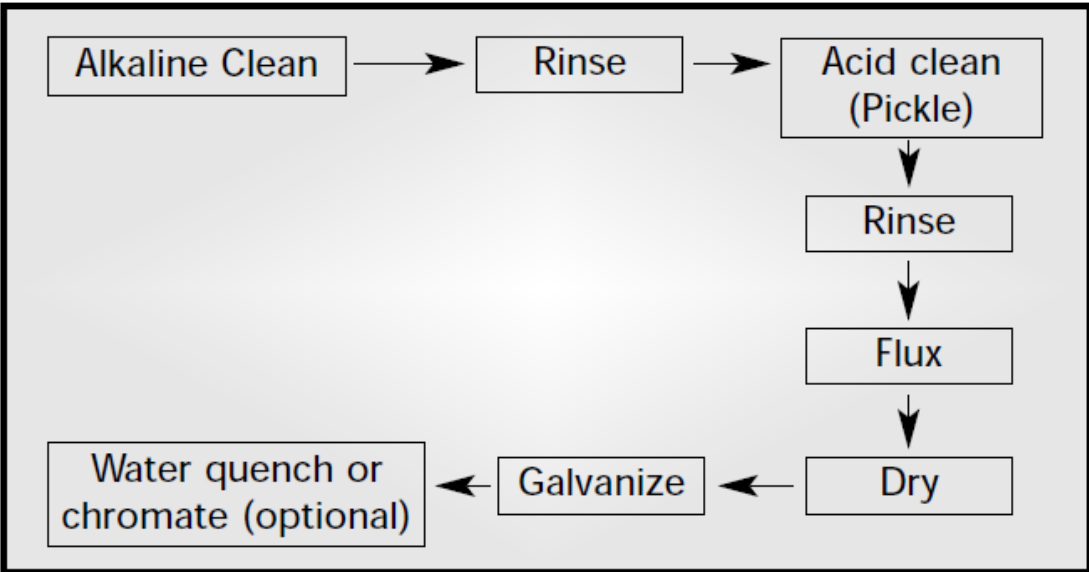 Alkaline Clean
Rinse
Acid clean
(Pickle)
Rinse
Flux
Dry
Galvanize
Water quench or
chromate (optional)